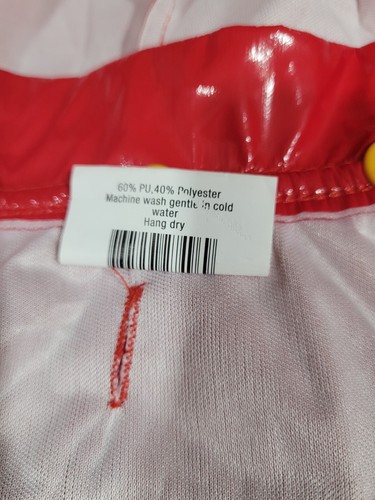 60% PU,40% Polyester
Machine wash gentle in cold
water
Hang dry